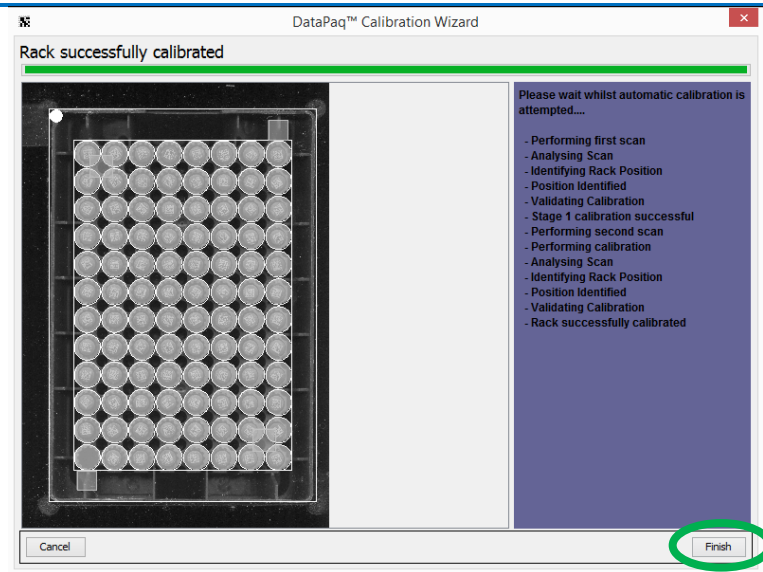 DataPaq™ Calibration Wizard
Rack successfully calibrated
Please wait whilst automatic calibration is
attempted....
- Performing first scan
- Analysing Scan
- Identifying Rack Position
- Position Identified
- Validating Calibration
- Stage 1 calibration successful
- Performing second scan
- Performing calibration
- Analysing Scan
- Identifying Rack Position
- Position Identified
- Validating Calibration
- Rack successfully calibrated
Cancel
Finish